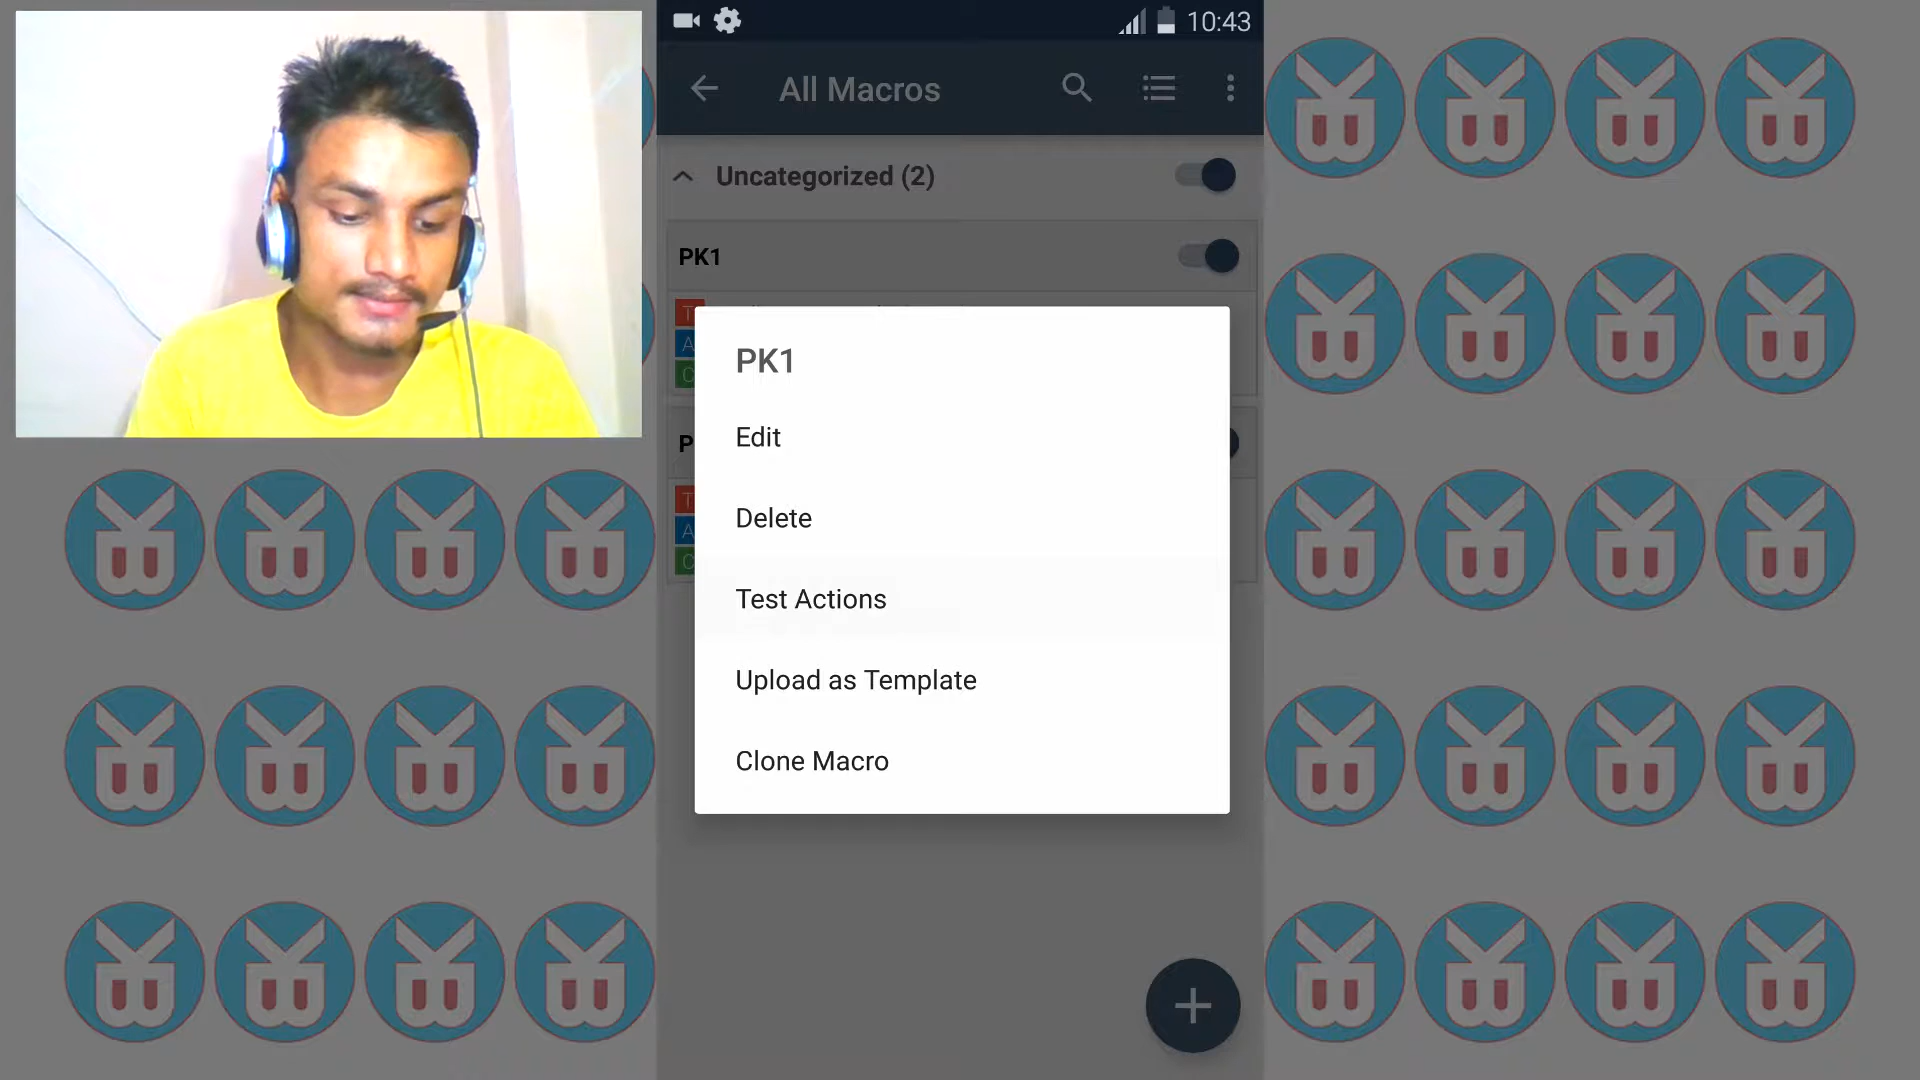 10:43
All Macros
Uncategorized (2)
PK1
T
A
C
PK1
Edit
Delete
Test Actions
Upload as Template
Clone Macro
P
T
A
C